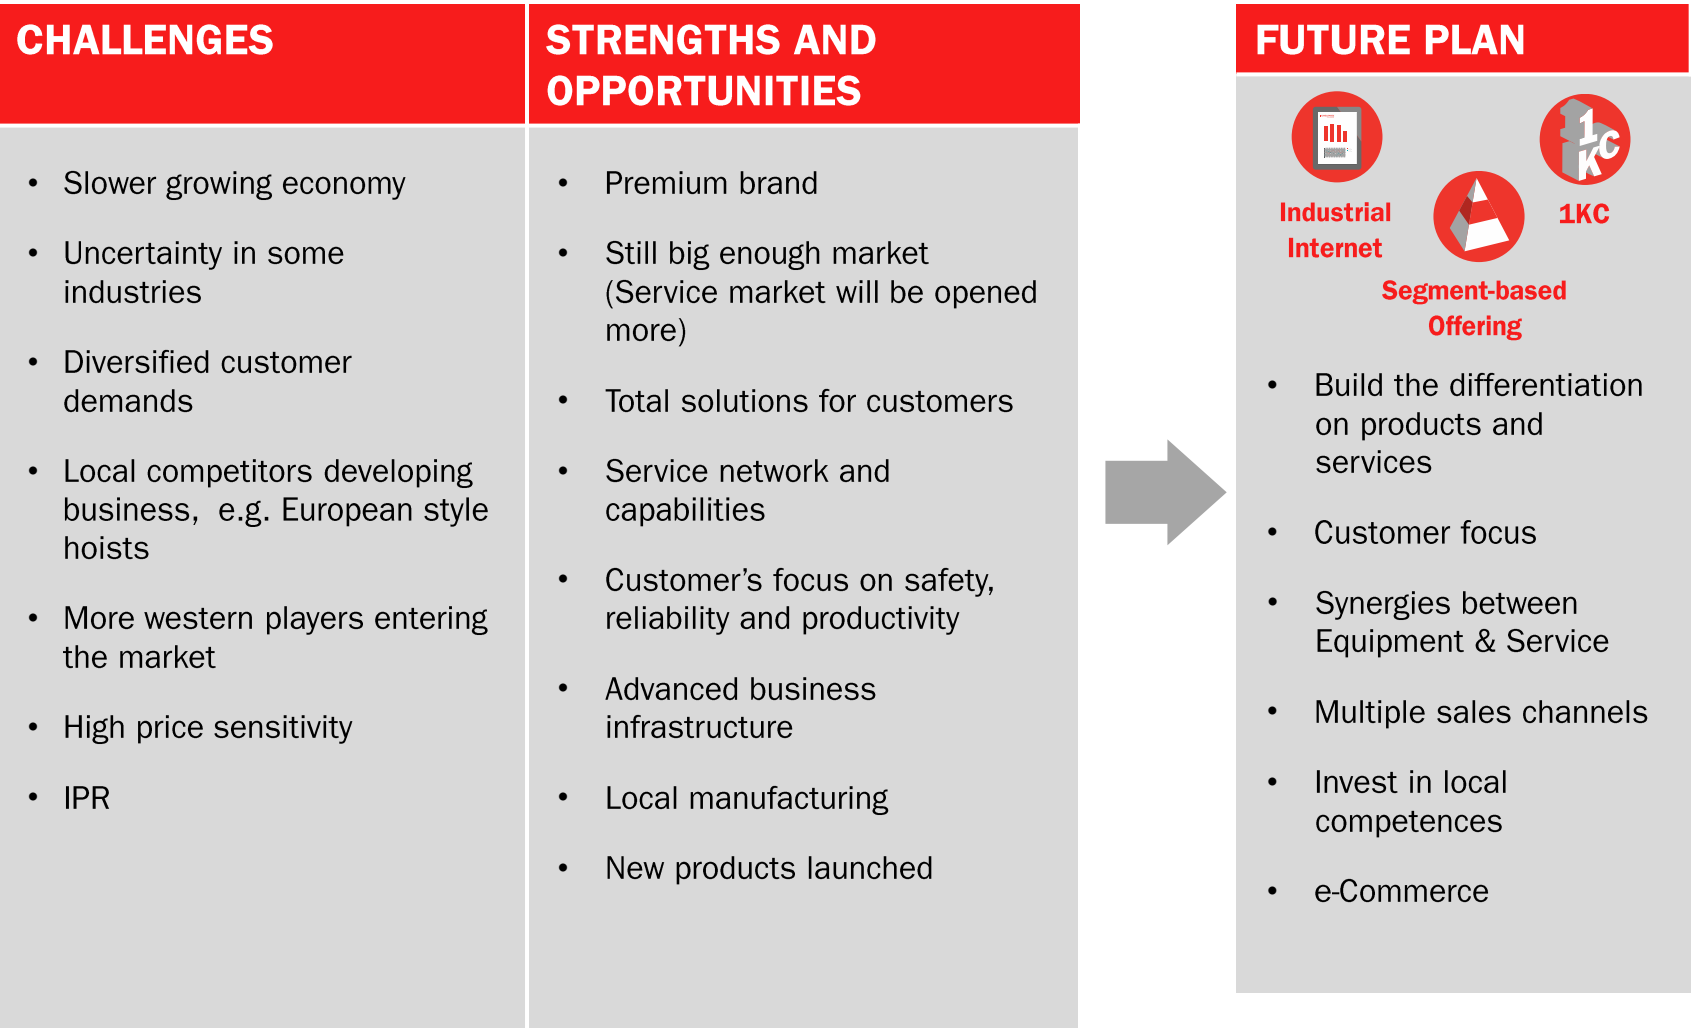 CHALLENGES
• Slower growing economy
• Uncertainty in some
industries
• Diversified customer
demands
• Local competitors developing
business,  e.g. European style
hoists
• More western players entering
the market
• High price sensitivity
• IPR
STRENGTHS AND
OPPORTUNITIES
• Premium brand
• Still big enough market
(Service market will be opened
more)
• Total solutions for customers
• Service network and
capabilities
• Customer’s focus on safety,
reliability and productivity
• Advanced business
infrastructure
• Local manufacturing
• New products launched
FUTURE PLAN
Industrial
Internet
Segment-based
Offering
1
K C
1KC
• Build the differentiation
on products and
services
• Customer focus
• Synergies between
Equipment & Service
• Multiple sales channels
• Invest in local
competences
• e-Commerce